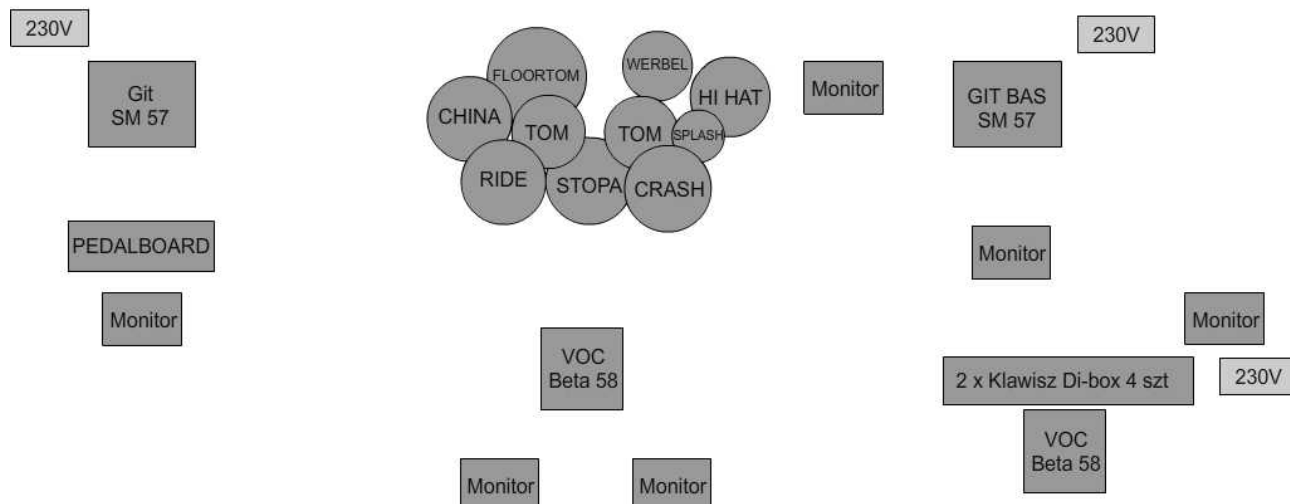 230V
230V
Git
SM 57
FLOORTOM
WERBEL
CHINA
TOM
TOM
SPLASH
HI HAT
RIDE
STOPA
CRASH
Monitor
GIT BAS
SM 57
PEDALBOARD
Monitor
Monitor
Monitor
VOC
Beta 58
2 x Klawisz Di-box 4 szt
230V
VOC
Beta 58
Monitor
Monitor